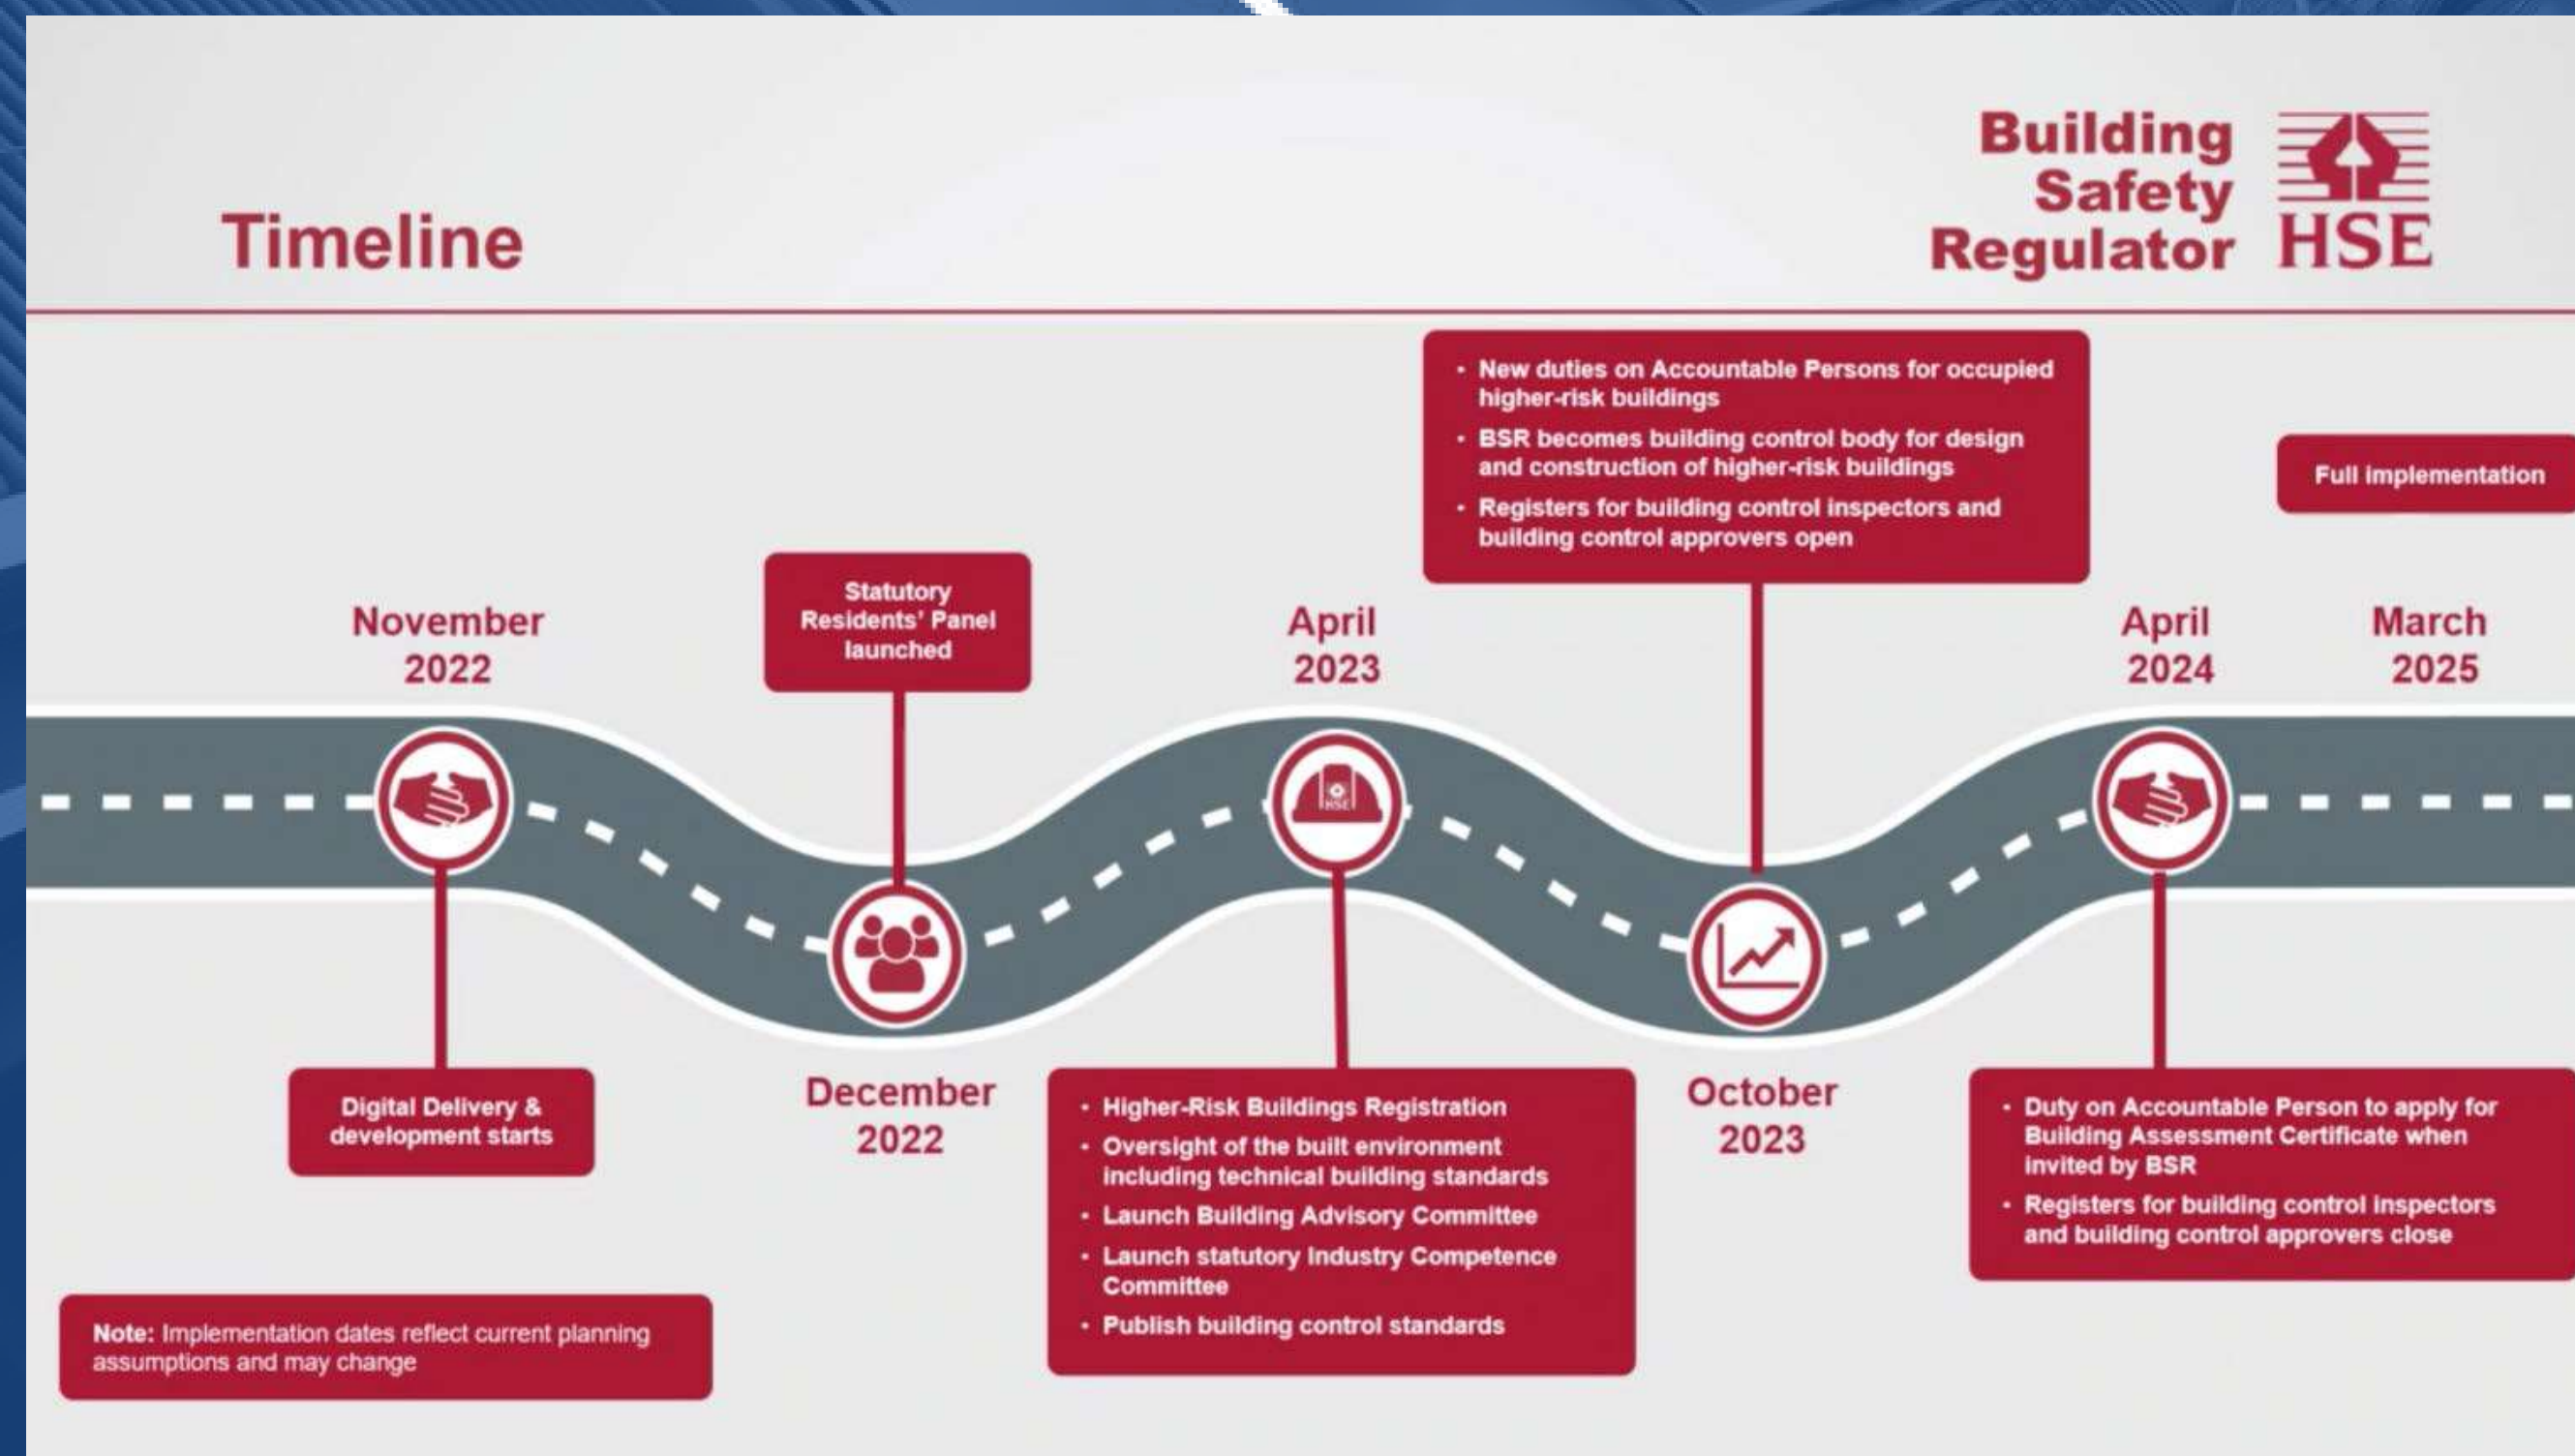 Timeline
Building
Safety
Regulator
HSE
November
2022
Digital Delivery &
development starts
Statutory
Residents' Panel
launched
December
2022
April
2023
HSE
• Higher-Risk Buildings Registration
• Oversight of the built environment
including technical building standards
• Launch Building Advisory Committee
• Launch statutory Industry Competence
Committee
• Publish building control standards
• New duties on Accountable Persons for occupied
higher-risk buildings
• BSR becomes building control body for design
and construction of higher-risk buildings
• Registers for building control inspectors and
building control approvers open
October
2023
April
2024
• Duty on Accountable Person to apply for
Building Assessment Certificate when
invited by BSR
• Registers for building control inspectors
and building control approvers close
Full implementation
March
2025
Note: Implementation dates reflect current planning
assumptions and may change